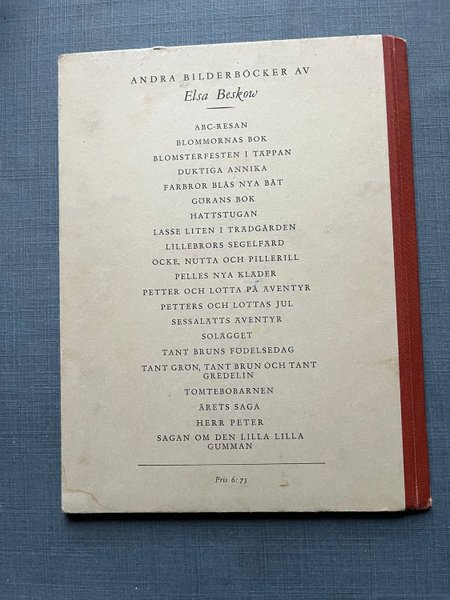 ANDRA BILDERBÖCKER AV
Elsa Beskow
ABC-RESAN
BLOMMORNAS BOK
BLOMSTERFESTEN I TÄPPAN
DUKTIGA ANNIKA
FARBROR BLÅS NYA BÅT
GÖRANS BOK
HATTSTUGAN
LASSE LITEN I TRÄDGÅRDEN
LILLEBRORS SEGELFÄRD
OCKE, NUTTA OCH PILLERILL
PELLES NYA KLÄDER
PETTER OCH LOTTA PÅ ÄVENTYR
PETTERS OCH LOTTAS JUL
SESSALÄTTS ÄVENTYR
SOLÄGGET
TANT BRUNS FÖDELSEDAG
TANT GRÖN, TANT BRUN OCH TANT
GREDELIN
TOMTEBOBARNEN
ÅRETS SAGA
HERR PETER
SAGAN OM DEN LILLA LILLA
GUMMAN
Pris 6: 75